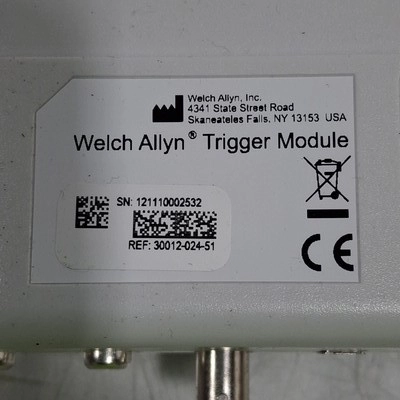 Welch Allyn, Inc.
4341 State Street Road
Skaneateles Falls, NY 13153 USA
Welch Allyn® Trigger Module
SN: 121110002532
REF: 30012-024-51
CE